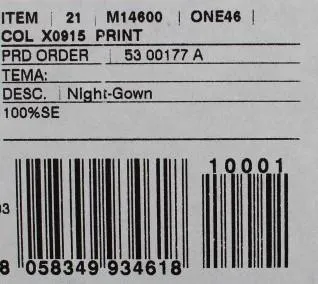 ITEM | 21 | M14600 | ONE46 |
COL X0915 PRINT
PRD ORDER | 53 00177 A
TEMA:
DESC. | Night-Gown
100%SE
10001
03
8 058349 934618